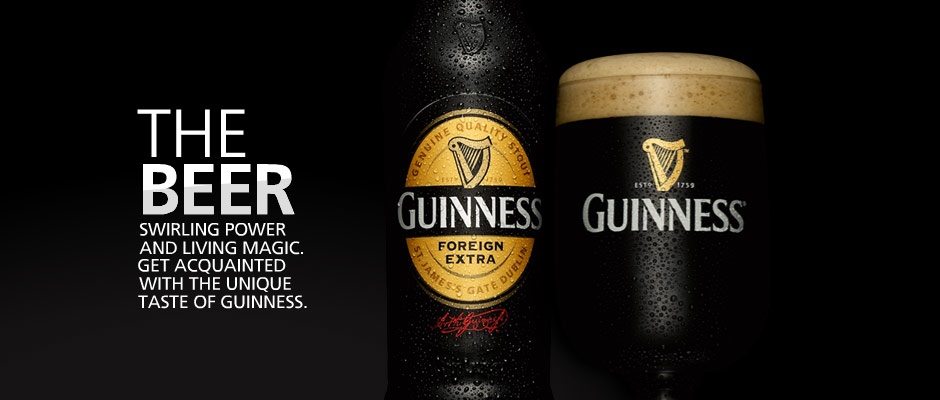 THE
BEER
SWIRLING POWER
AND LIVING MAGIC.
GET ACQUAINTED
WITH THE UNIQUE
TASTE OF GUINNESS.
GENUINE QUALITY STOUT
ESTD 1759
GUINNESS
FOREIGN
EXTRA
ST JAMES'S GATE DUBLIN
ESTD 1759
GUINNESS